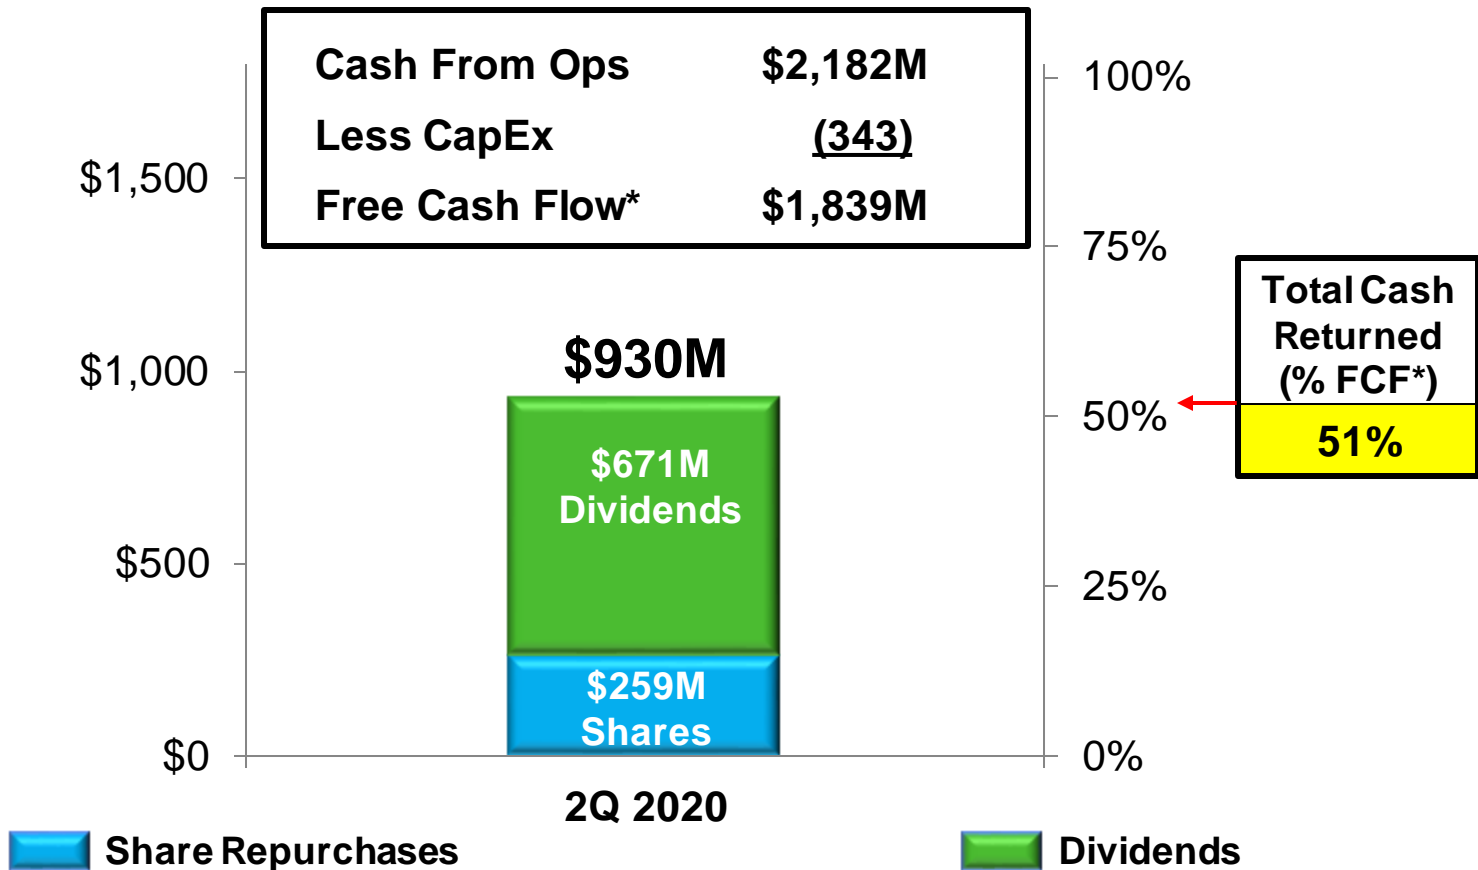 Cash From Ops $2,182M
Less CapEx (343)
Free Cash Flow* $1,839M
$1,500
$1,000
$500
$0
100%
75%
50%
25%
0%
$930M
$671M
Dividends
$259M
Shares
2Q 2020
Total Cash
Returned
(% FCF*)
51%
Share Repurchases
Dividends